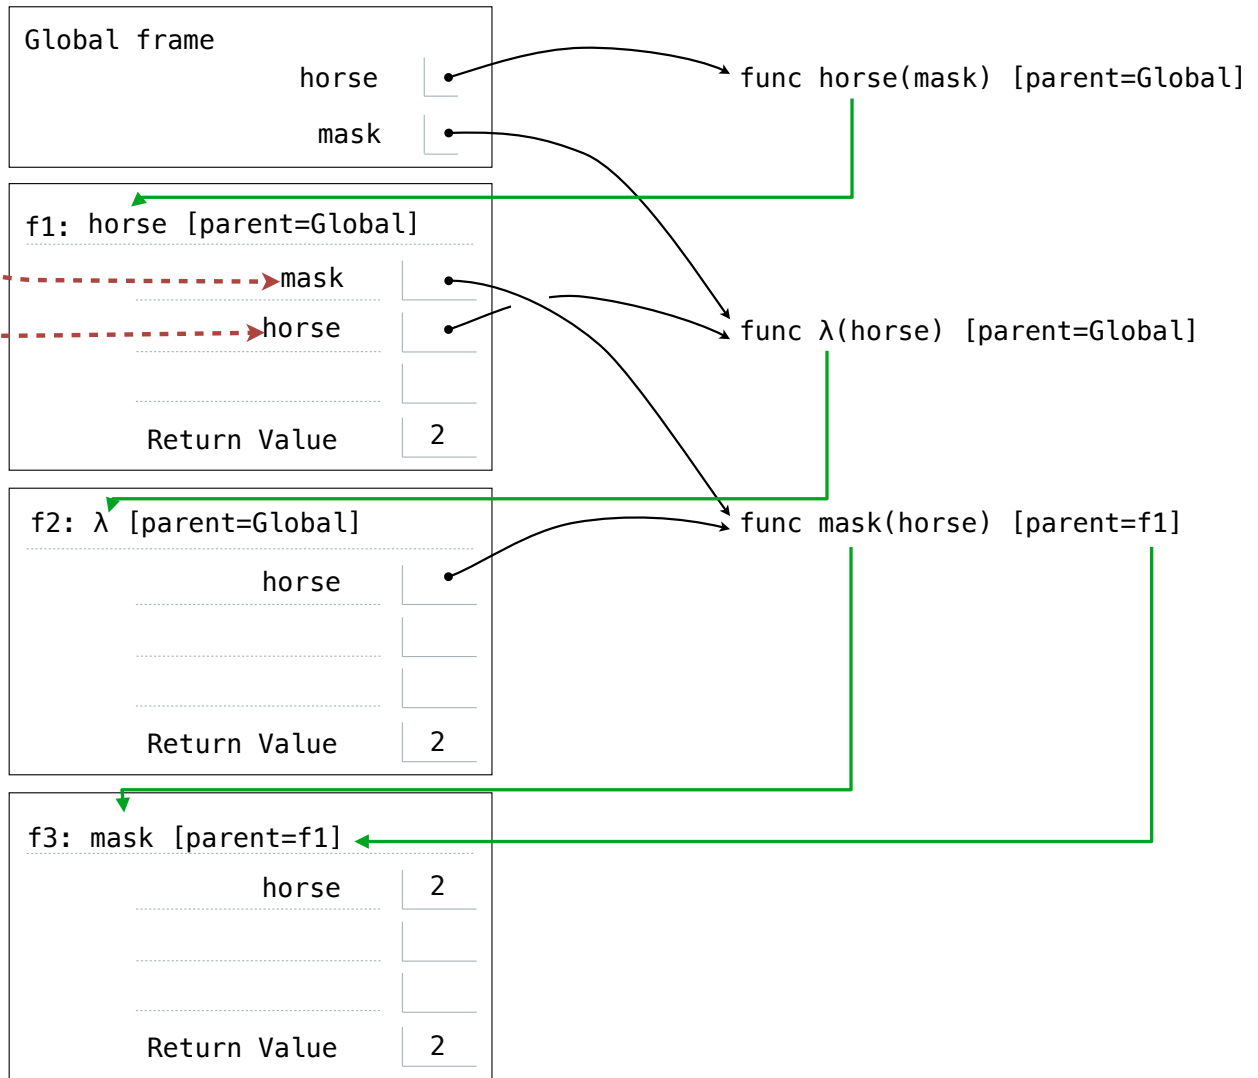 Global frame
horse
func horse(mask) [parent=Global]
mask
f1: horse [parent=Global]
mask
horse
func λ(horse) [parent=Global]
Return Value 2
f2: λ [parent=Global]
func mask(horse) [parent=f1]
horse
Return Value 2
f3: mask [parent=f1]
horse 2
Return Value 2